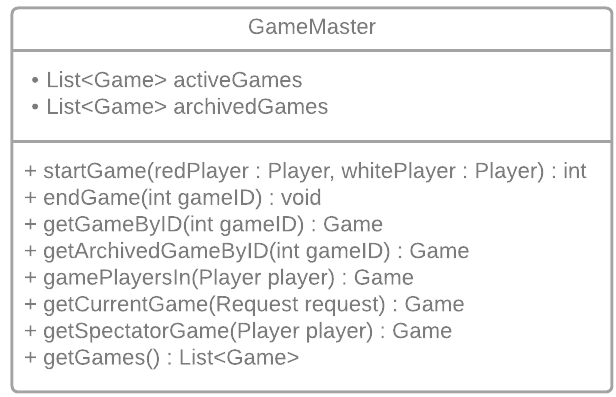 GameMaster
• List<Game> activeGames
• List<Game> archivedGames
+ startGame(redPlayer : Player, whitePlayer : Player) : int
+ endGame(int gameID) : void
+ getGameByID(int gameID) : Game
+ getArchivedGameByID(int gameID) : Game
+ gamePlayersIn(Player player) : Game
+ getCurrentGame(Request request) : Game
+ getSpectatorGame(Player player) : Game
+ getGames() : List<Game>